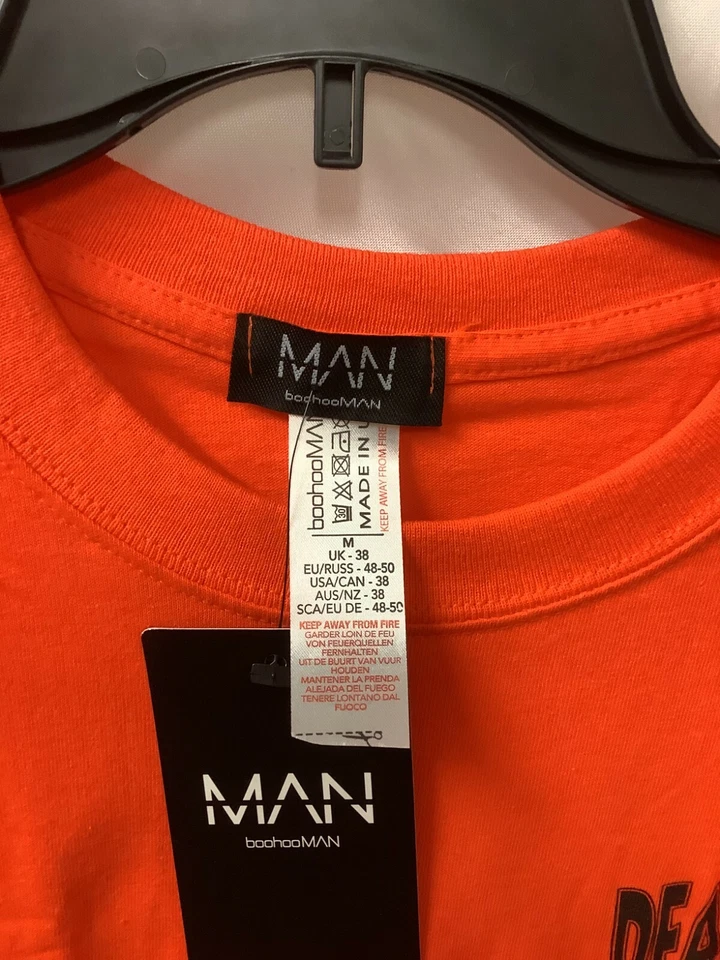 MAN
boohooMAN
boohooMAN
30
MADE IN U
KEEP AWAY FROM FIRE
M
UK - 38
EU/RUSS - 48-50
USA/CAN - 38
AUS/NZ - 38
SCA/EU DE - 48-50
KEEP AWAY FROM FIRE
GARDER LOIN DE FEU
VON FEUERQUELLEN
FERNHALTEN
UIT DE BUURT VAN VUUR
HOUDEN
MANTENER LA PRENDA
ALEJADA DEL FUEGO
TENERE LONTANO DAL
FUOCO
MAN
boohooMAN